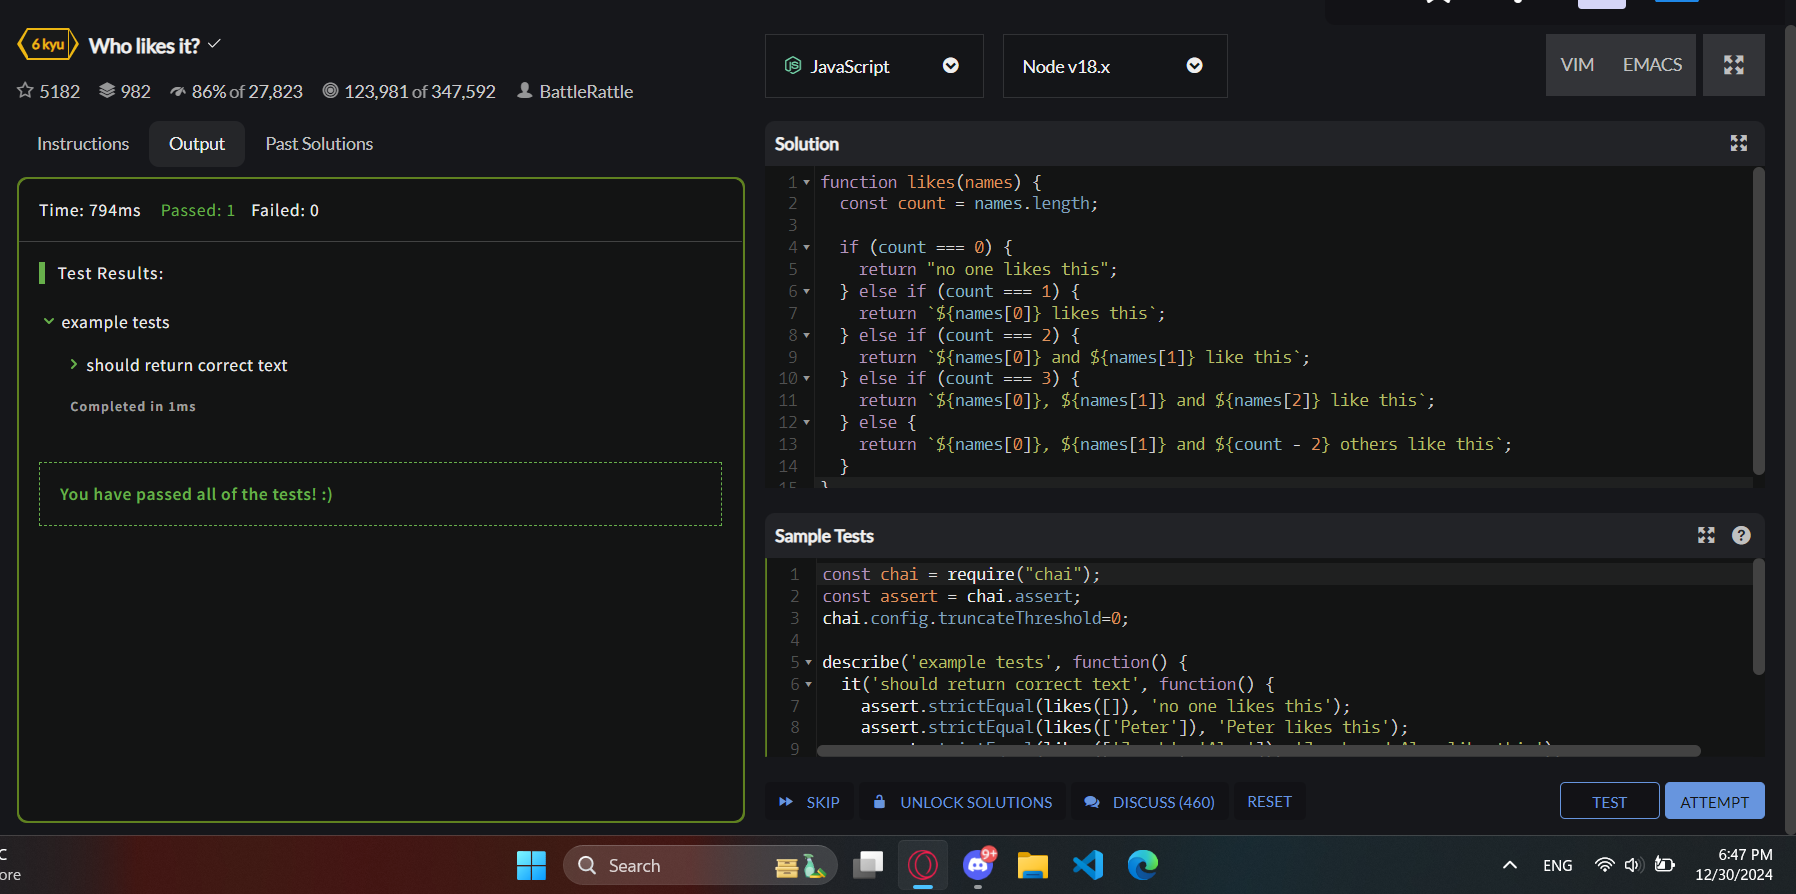 6 kyu Who likes it?
5182 982 86% of 27,823 123,981 of 347,592 BattleRattle
Instructions Output Past Solutions
Time: 794ms Passed: 1 Failed: 0
Test Results:
example tests
should return correct text
Completed in 1ms
You have passed all of the tests! :)
JavaScript Node v18.x VIM EMACS
Solution
1 function likes(names) {
2 const count = names.length;
3
4 if (count === 0) {
5 return "no one likes this";
6 } else if (count === 1) {
7 return `${names[0]} likes this`;
8 } else if (count === 2) {
9 return `${names[0]} and ${names[1]} like this`;
10 } else if (count === 3) {
11 return `${names[0]}, ${names[1]} and ${names[2]} like this`;
12 } else {
13 return `${names[0]}, ${names[1]} and ${count - 2} others like this`;
14 }
15 }
Sample Tests ?
1 const chai = require("chai");
2 const assert = chai.assert;
3 chai.config.truncateThreshold=0;
4
5 describe('example tests', function() {
6 it('should return correct text', function() {
7 assert.strictEqual(likes([]), 'no one likes this');
8 assert.strictEqual(likes(['Peter']), 'Peter likes this');
9
SKIP UNLOCK SOLUTIONS DISCUSS (460) RESET TEST ATTEMPT
C
ore
Search 9+ ENG 6:47 PM
12/30/2024